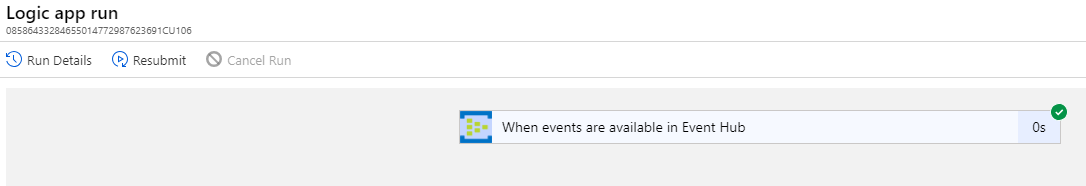 Logic app run
08586433284655014772987623691CU106
Run Details
Resubmit
Cancel Run
When events are available in Event Hub
0s